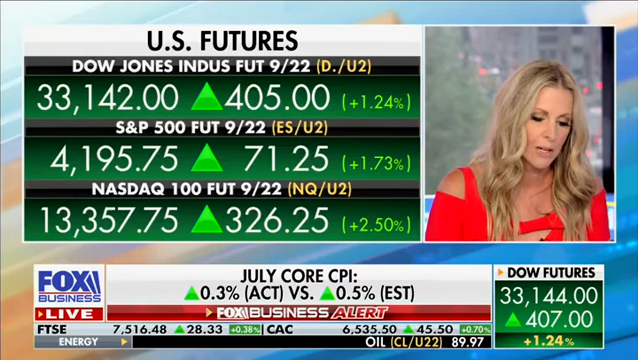 U.S. FUTURES
DOW JONES INDUS FUT 9/22 (D./U2)
33,142.00 ▲405.00 (+1.24%)
S&P 500 FUT 9/22 (ES/U2)
4,195.75 ▲ 71.25 (+1.73%)
NASDAQ 100 FUT 9/22 (NQ/U2)
13,357.75 ▲326.25 (+2.50%)
FOX
BUSINESS
LIVE
JULY CORE CPI:
▲0.3% (ACT) VS. ▲0.5% (EST)
FOX BUSINESS ALERT
DOW FUTURES
33,144.00
▲ 407.00
+1.24%
FTSE 7,516.48 ▲ 28.33 +0.38% CAC 6,535.50 ▲ 45.50 +0.70%
ENERGY OIL (CL/U22) 89.97